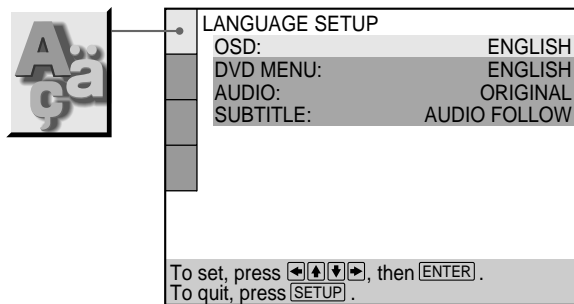 Aäç
LANGUAGE SETUP
OSD: ENGLISH
DVD MENU: ENGLISH
AUDIO: ORIGINAL
SUBTITLE: AUDIO FOLLOW
To set, press ←↑↓→, then ENTER.
To quit, press SETUP.